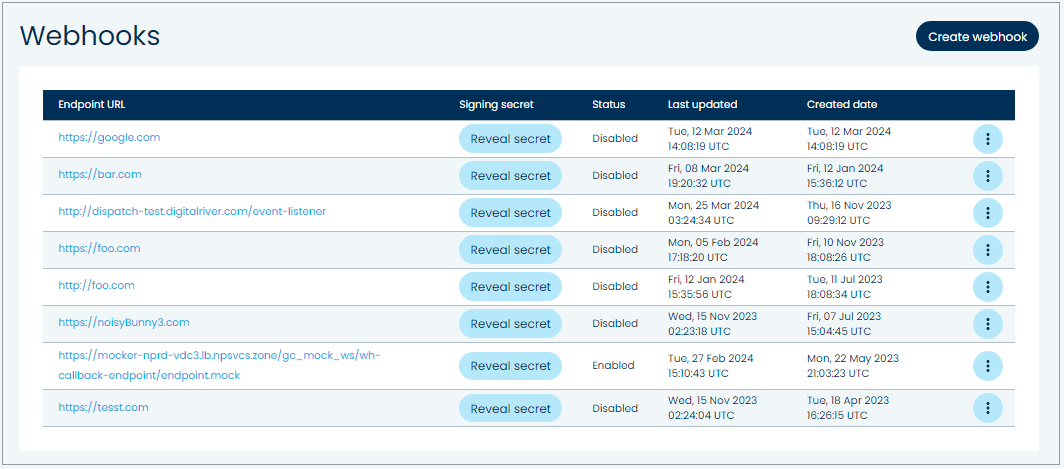 Webhooks
Create webhook
Endpoint URL Signing secret Status Last updated Created date
https://google.com Reveal secret Disabled Tue, 12 Mar 2024 14:08:19 UTC Tue, 12 Mar 2024 14:08:19 UTC
https://bar.com Reveal secret Disabled Fri, 08 Mar 2024 19:20:32 UTC Fri, 12 Jan 2024 15:36:12 UTC
http://dispatch-test.digitalriver.com/event-listener Reveal secret Disabled Mon, 25 Mar 2024 03:24:34 UTC Thu, 16 Nov 2023 09:29:12 UTC
https://foo.com Reveal secret Disabled Mon, 05 Feb 2024 17:18:20 UTC Fri, 10 Nov 2023 18:08:26 UTC
http://foo.com Reveal secret Disabled Fri, 12 Jan 2024 15:35:56 UTC Tue, 11 Jul 2023 18:08:34 UTC
https://noisyBunny3.com Reveal secret Disabled Wed, 15 Nov 2023 02:23:18 UTC Fri, 07 Jul 2023 15:04:45 UTC
https://mocker-nprd-vdc3.lb.npsvcs.zone/gc_mock_ws/wh-callback-endpoint/endpoint.mock Reveal secret Enabled Tue, 27 Feb 2024 15:10:43 UTC Mon, 22 May 2023 21:03:23 UTC
https://tesst.com Reveal secret Disabled Wed, 15 Nov 2023 02:24:04 UTC Tue, 18 Apr 2023 16:26:15 UTC